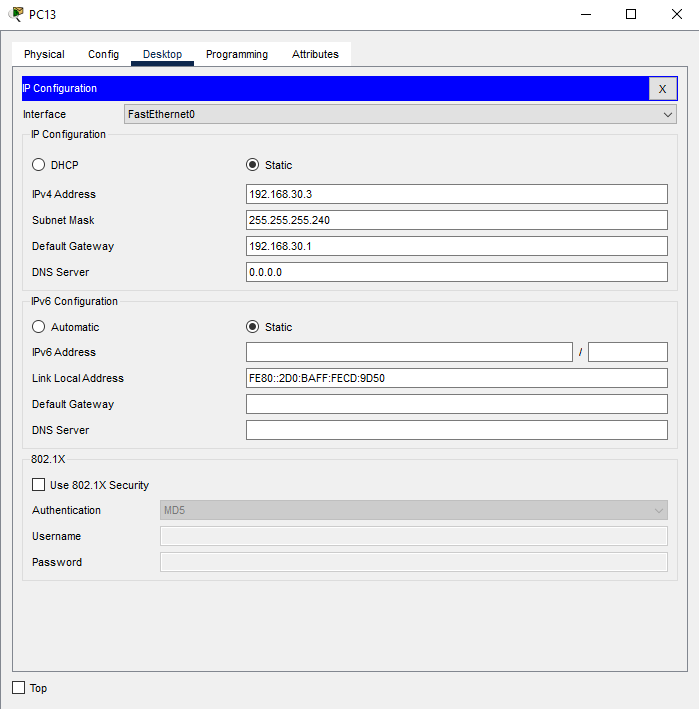 PC13
Physical Config Desktop Programming Attributes
IP Configuration X
Interface FastEthernet0
IP Configuration
DHCP Static
IPv4 Address 192.168.30.3
Subnet Mask 255.255.255.240
Default Gateway 192.168.30.1
DNS Server 0.0.0.0
IPv6 Configuration
Automatic Static
IPv6 Address /
Link Local Address FE80::2D0:BAFF:FECD:9D50
Default Gateway
DNS Server
802.1X
Use 802.1X Security
Authentication MD5
Username
Password
Top